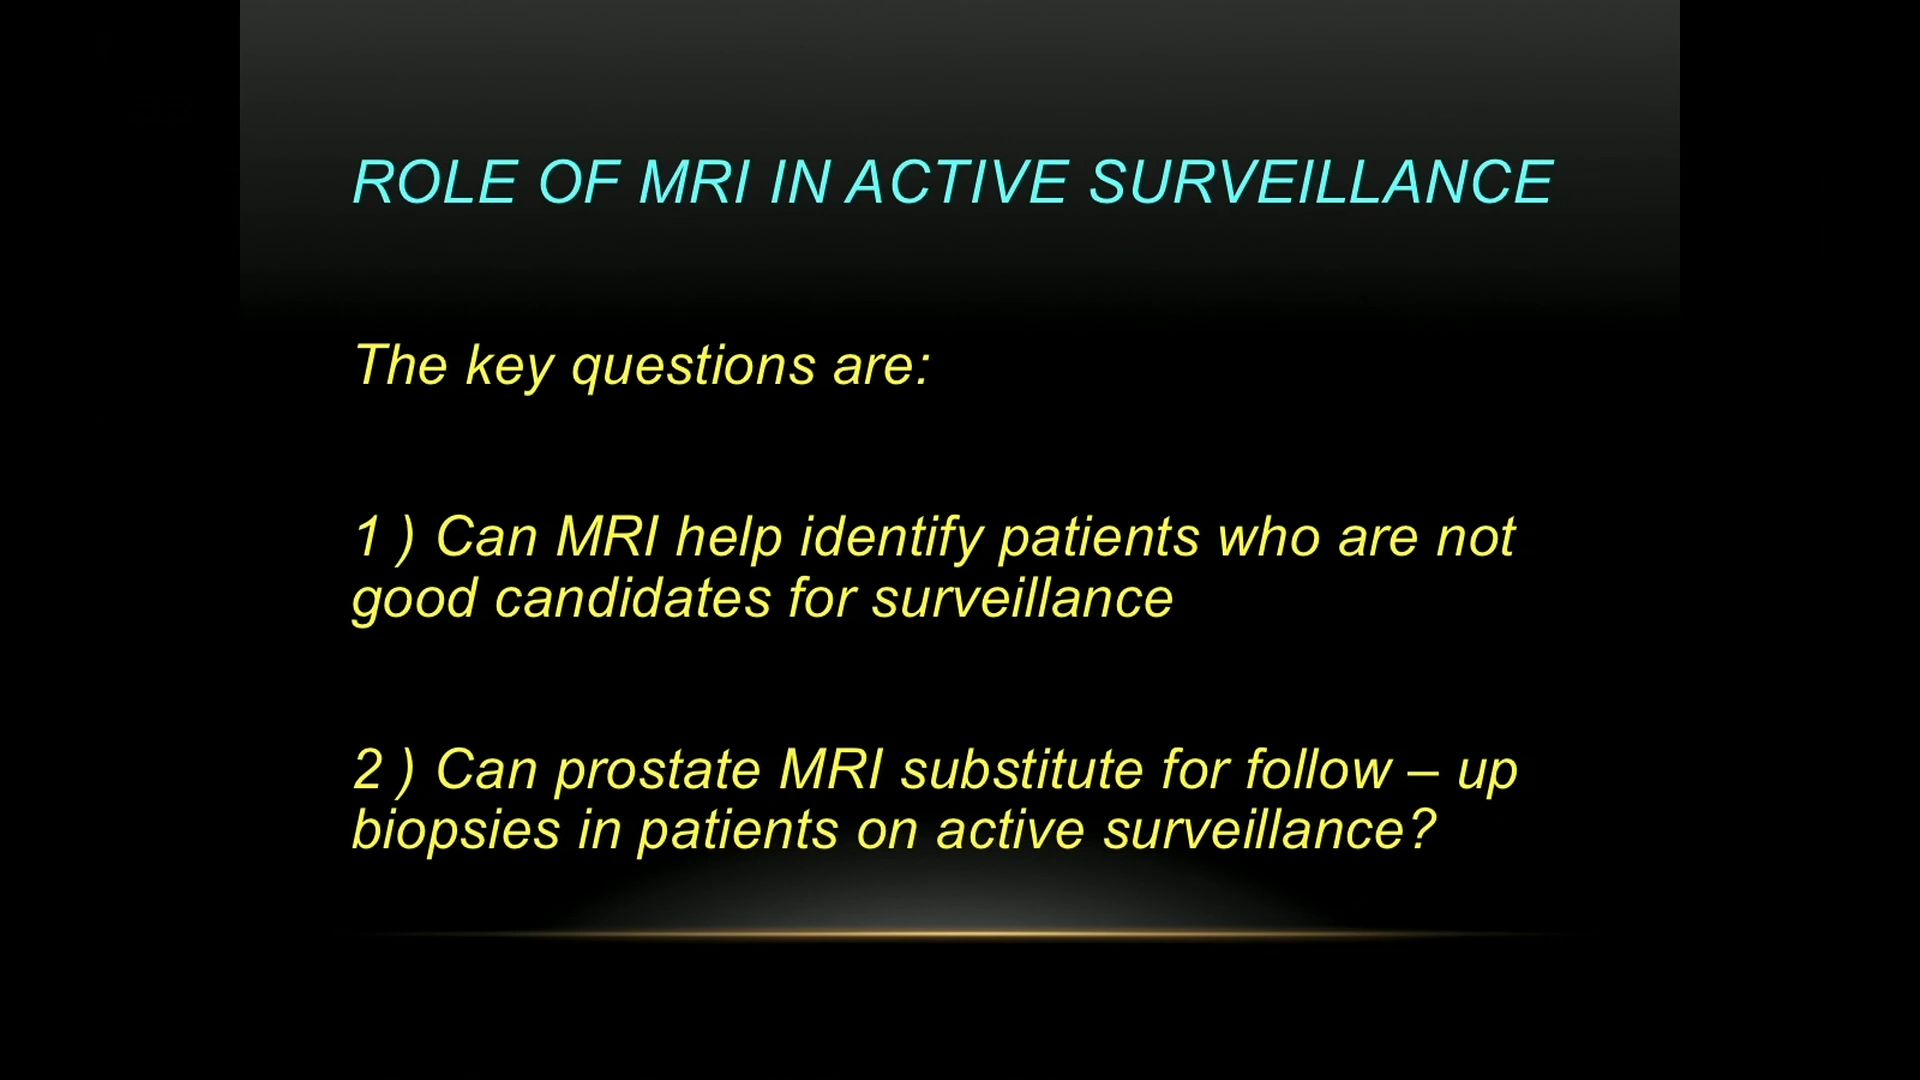 ROLE OF MRI IN ACTIVE SURVEILLANCE
The key questions are:
1 ) Can MRI help identify patients who are not
good candidates for surveillance
2 ) Can prostate MRI substitute for follow – up
biopsies in patients on active surveillance?